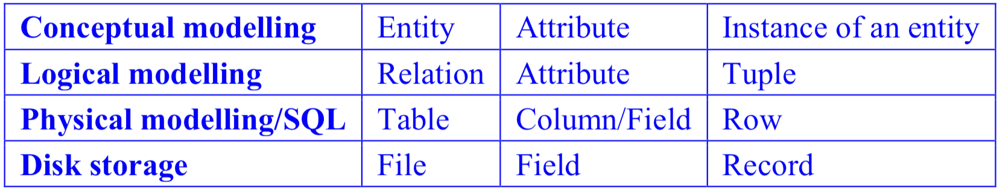 Conceptual modelling Entity Attribute Instance of an entity
Logical modelling Relation Attribute Tuple
Physical modelling/SQL Table Column/Field Row
Disk storage File Field Record